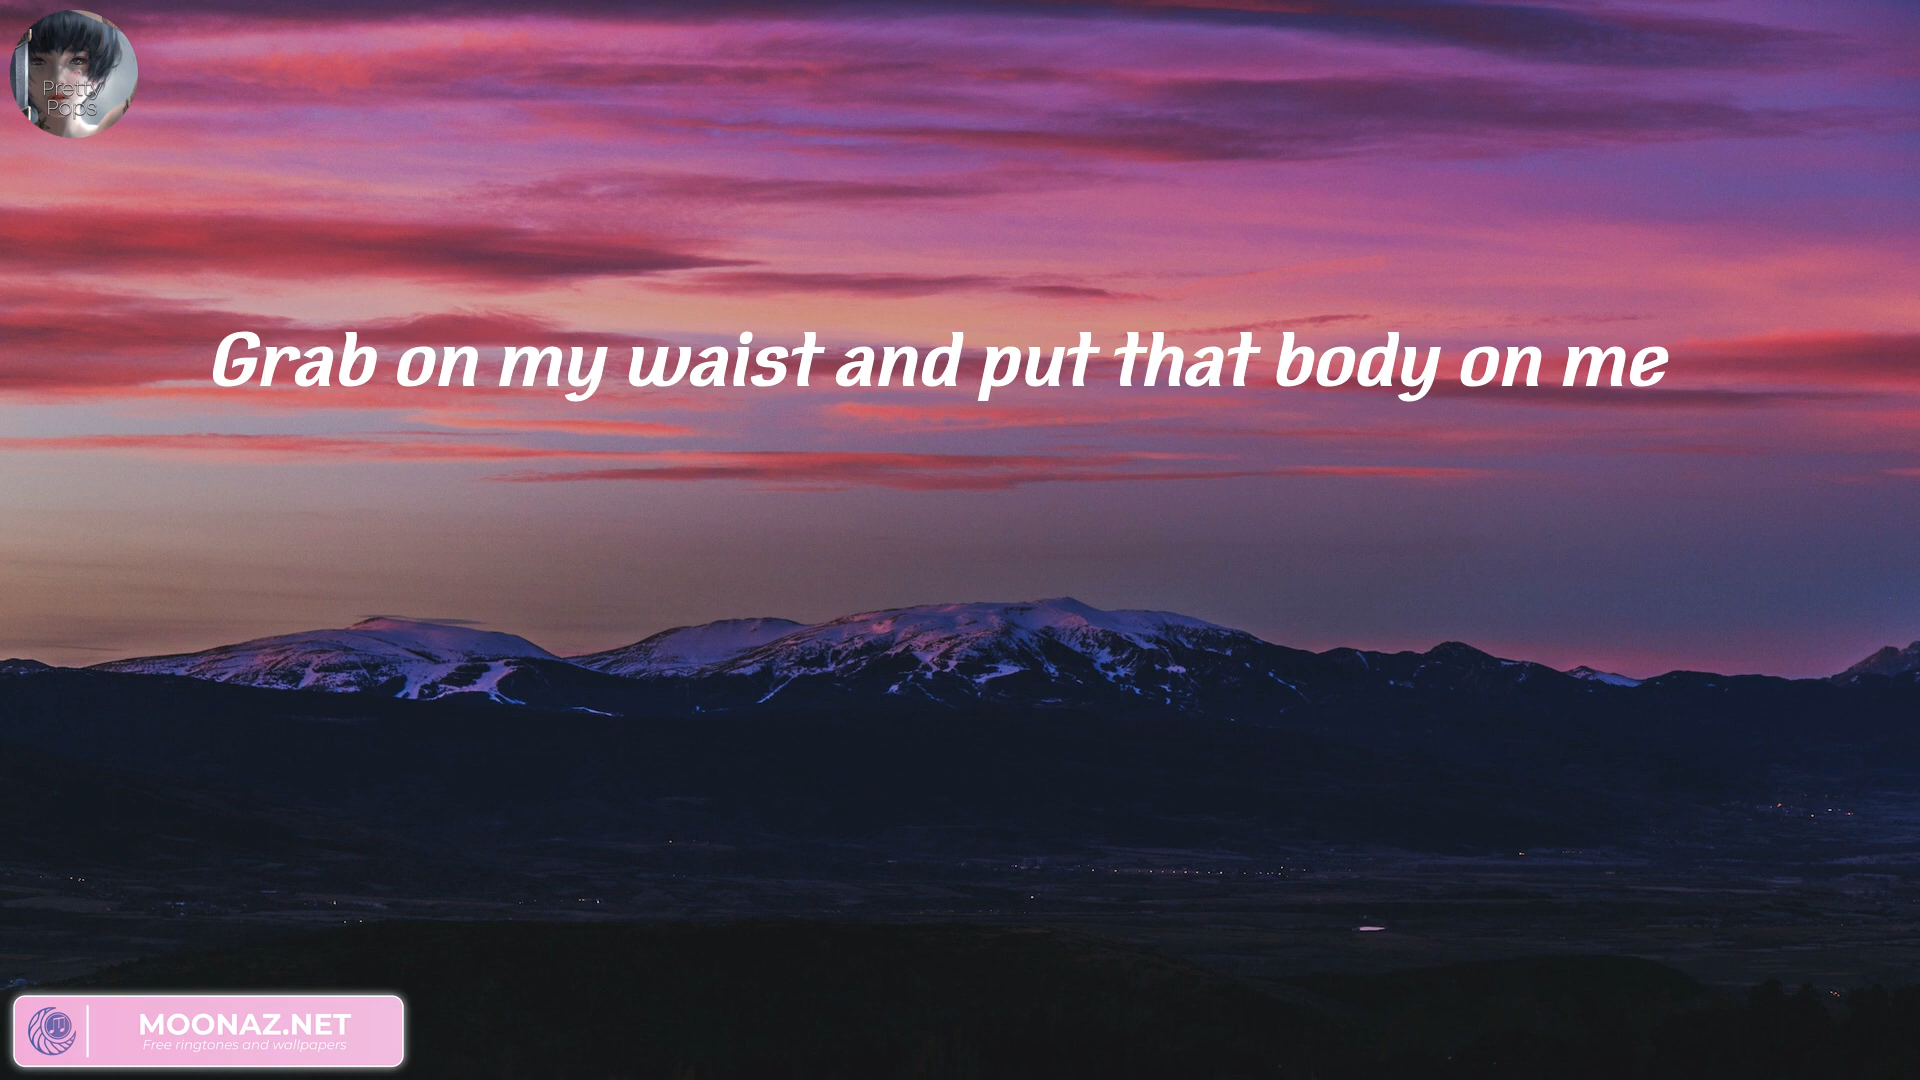 Pretty
Pops
Grab on my waist and put that body on me
MOONAZ.NET
Free ringtones and wallpapers